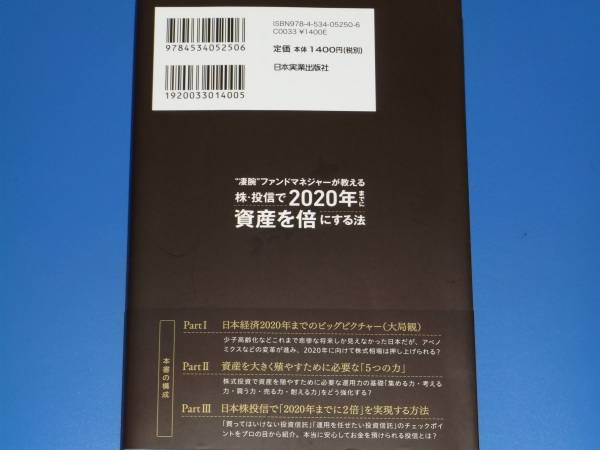 ISBN978-4-534-05250-6
C0033 ¥1400E
定価 本体1400円(税別)
日本実業出版社
9784534052506
1920033014005
“凄腕”ファンドマネジャーが教える
株・投信で2020年までに
資産を倍にする法
本書の構成
Part I 日本経済2020年までのビッグピクチャー(大局観)
少子高齢化などこれまで悲惨な将来しか見えなかった日本だが、アベノ
ミクスなどの変革が進み、2020年に向けて株式相場は押し上げられる?
Part II 資産を大きく殖やすために必要な「5つの力」
株式投資で資産を殖やすために必要な運用力の基礎「集める力・考える
力・買う力・売る力・耐える力」をどう強化する?
Part III 日本株投信で「2020年までに2倍」を実現する方法
「買ってはいけない投資信託」「運用を任せたい投資信託」のチェックポ
イントをプロの目から紹介。本当に安心してお金を預けられる投信とは?